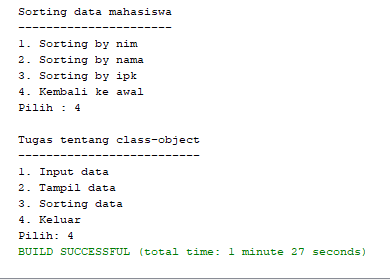 Sorting data mahasiswa
----------------------
1. Sorting by nim
2. Sorting by nama
3. Sorting by ipk
4. Kembali ke awal
Pilih : 4
Tugas tentang class-object
--------------------------
1. Input data
2. Tampil data
3. Sorting data
4. Keluar
Pilih: 4
BUILD SUCCESSFUL (total time: 1 minute 27 seconds)